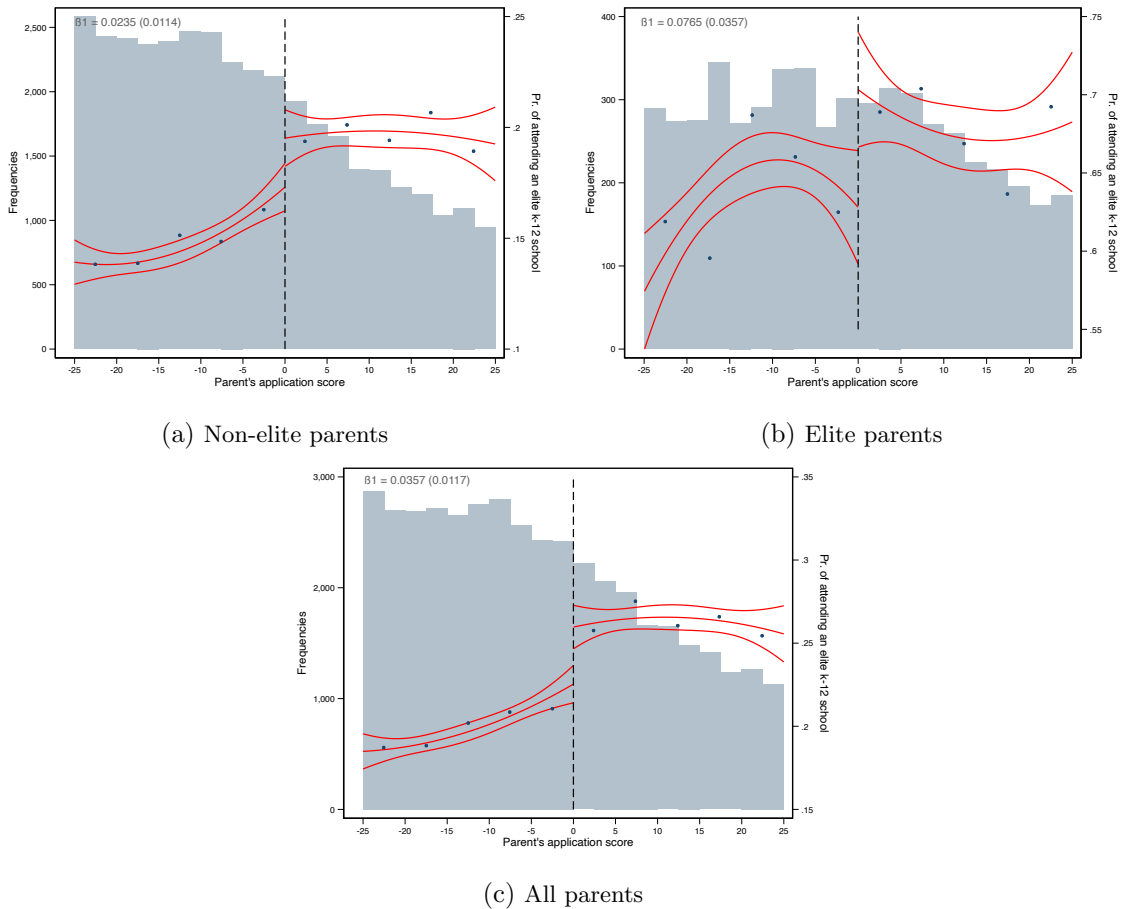 ß1 = 0.0235 (0.0114)
2,500
2,000
1,500
1,000
500
0
Frequencies
.25
.2
.15
.1
Pr. of attending an elite k-12 school
-25 -20 -15 -10 -5 0 5 10 15 20 25
Parent's application score
(a) Non-elite parents
ß1 = 0.0765 (0.0357)
400
300
200
100
0
Frequencies
.75
.7
.65
.6
.55
Pr. of attending an elite k-12 school
-25 -20 -15 -10 -5 0 5 10 15 20 25
Parent's application score
(b) Elite parents
ß1 = 0.0357 (0.0117)
3,000
2,000
1,000
0
Frequencies
.35
.3
.25
.2
.15
Pr. of attending an elite k-12 school
-25 -20 -15 -10 -5 0 5 10 15 20 25
Parent's application score
(c) All parents